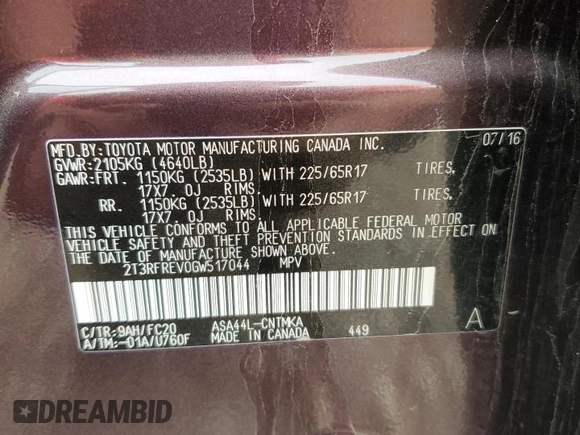 MFD.BY:TOYOTA MOTOR MANUFACTURING CANADA INC. 07/16
GVWR:2105KG (4640LB)
GAWR:FRT. 1150KG (2535LB) WITH 225/65R17 TIRES,
17X7.0J RIMS.
RR. 1150KG (2535LB) WITH 225/65R17 TIRES,
17X7.0J RIMS.
THIS VEHICLE CONFORMS TO ALL APPLICABLE FEDERAL MOTOR
VEHICLE SAFETY AND THEFT PREVENTION STANDARDS IN EFFECT ON
THE DATE OF MANUFACTURE SHOWN ABOVE.
2T3RFREV0GW517044 MPV
C/TR:9AH/FC20 ASA44L-CNTMKA 449 A
A/TM:-01A/U760F MADE IN CANADA
DREAMBID